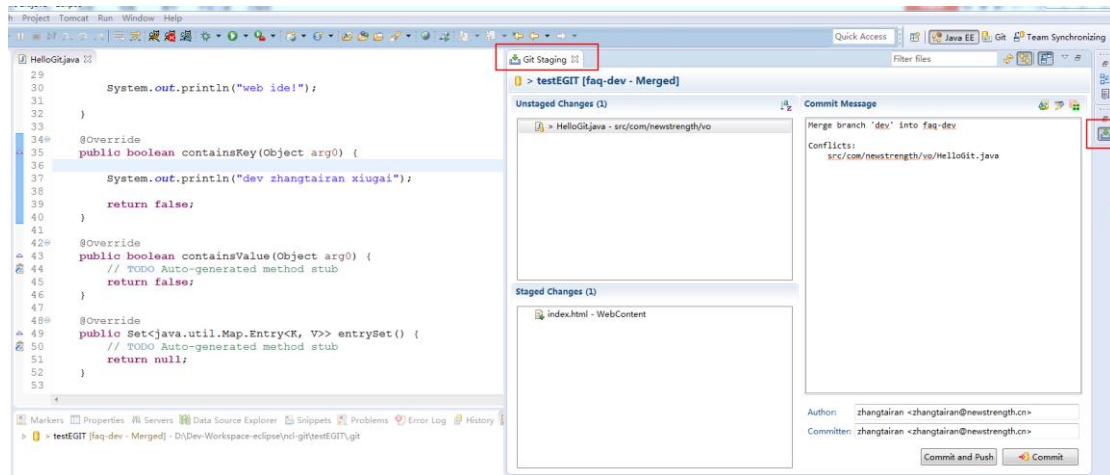 Project Tomcat Run Window Help
Quick Access Java EE Git Team Synchronizing
HelloGit.java
29
30 System.out.println("web ide!");
31
32 }
33
34 @Override
35 public boolean containsKey(Object arg0) {
36
37 System.out.println("dev zhangtairan xiugai");
38
39 return false;
40 }
41
42 @Override
43 public boolean containsValue(Object arg0) {
44 // TODO Auto-generated method stub
45 return false;
46 }
47
48 @Override
49 public Set<java.util.Map.Entry<K, V>> entrySet() {
50 // TODO Auto-generated method stub
51 return null;
52 }
53
Markers Properties Servers Data Source Explorer Snippets Problems Error Log History
> testEGIT [faq-dev - Merged] - D:\Dev-Workspace-eclipse\ncl-git\testEGIT\.git
Git Staging
Filter files
> testEGIT [faq-dev - Merged]
Unstaged Changes (1)
> HelloGit.java - src/com/newstrength/vo
Staged Changes (1)
index.html - WebContent
Commit Message
Merge branch 'dev' into faq-dev
Conflicts:
src/com/newstrength/vo/HelloGit.java
Author: zhangtairan <zhangtairan@newstrength.cn>
Committer: zhangtairan <zhangtairan@newstrength.cn>
Commit and Push Commit